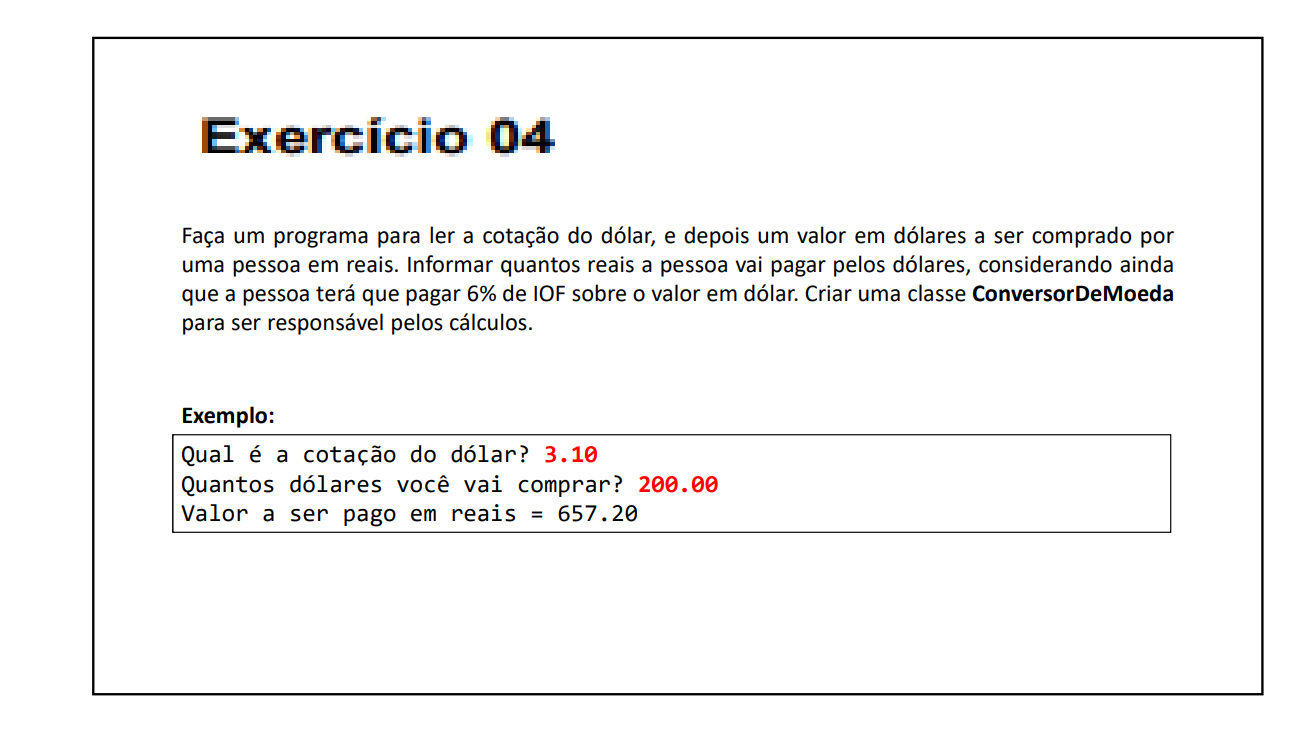 Exercício 04
Faça um programa para ler a cotação do dólar, e depois um valor em dólares a ser comprado por
uma pessoa em reais. Informar quantos reais a pessoa vai pagar pelos dólares, considerando ainda
que a pessoa terá que pagar 6% de IOF sobre o valor em dólar. Criar uma classe ConversorDeMoeda
para ser responsável pelos cálculos.
Exemplo:
Qual é a cotação do dólar? 3.10
Quantos dólares você vai comprar? 200.00
Valor a ser pago em reais = 657.20